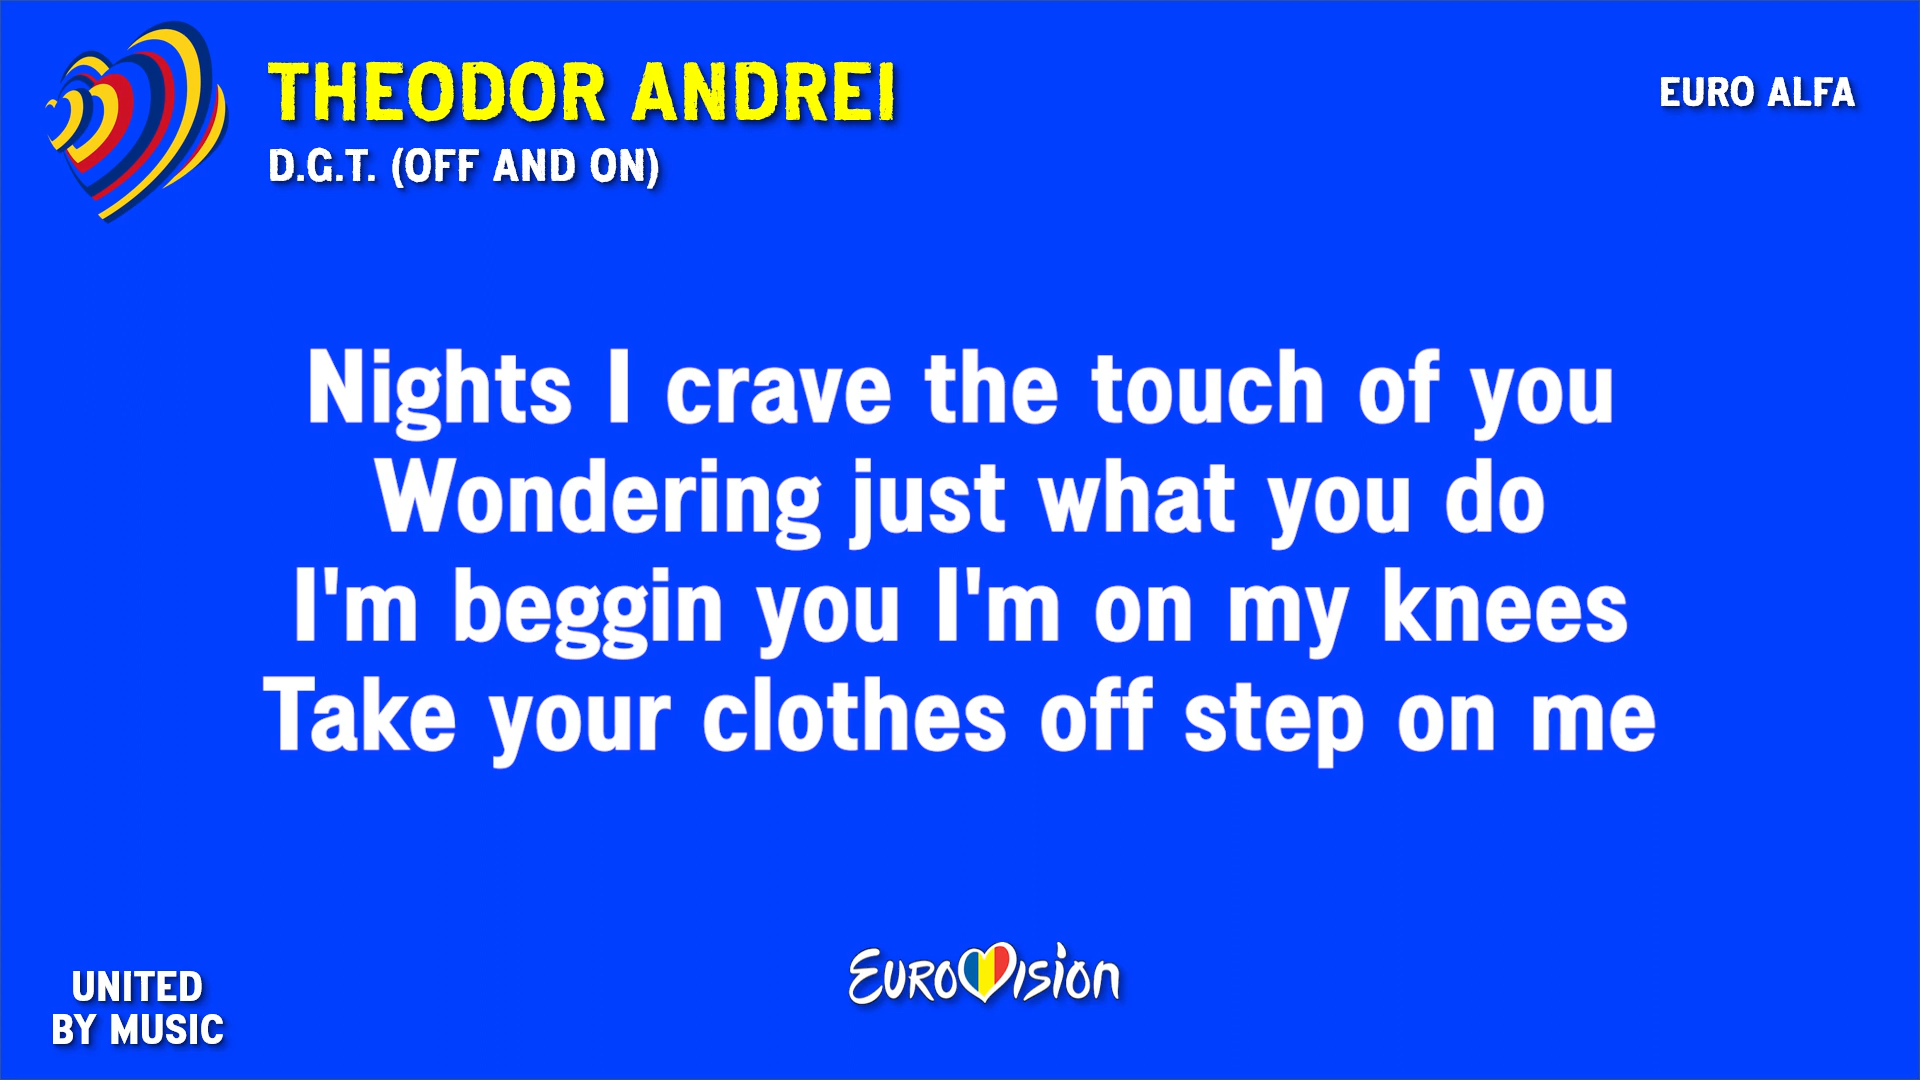 THEODOR ANDREI
D.G.T. (OFF AND ON)
EURO ALFA
Nights I crave the touch of you
Wondering just what you do
I'm beggin you I'm on my knees
Take your clothes off step on me
UNITED
BY MUSIC
EUROVISION